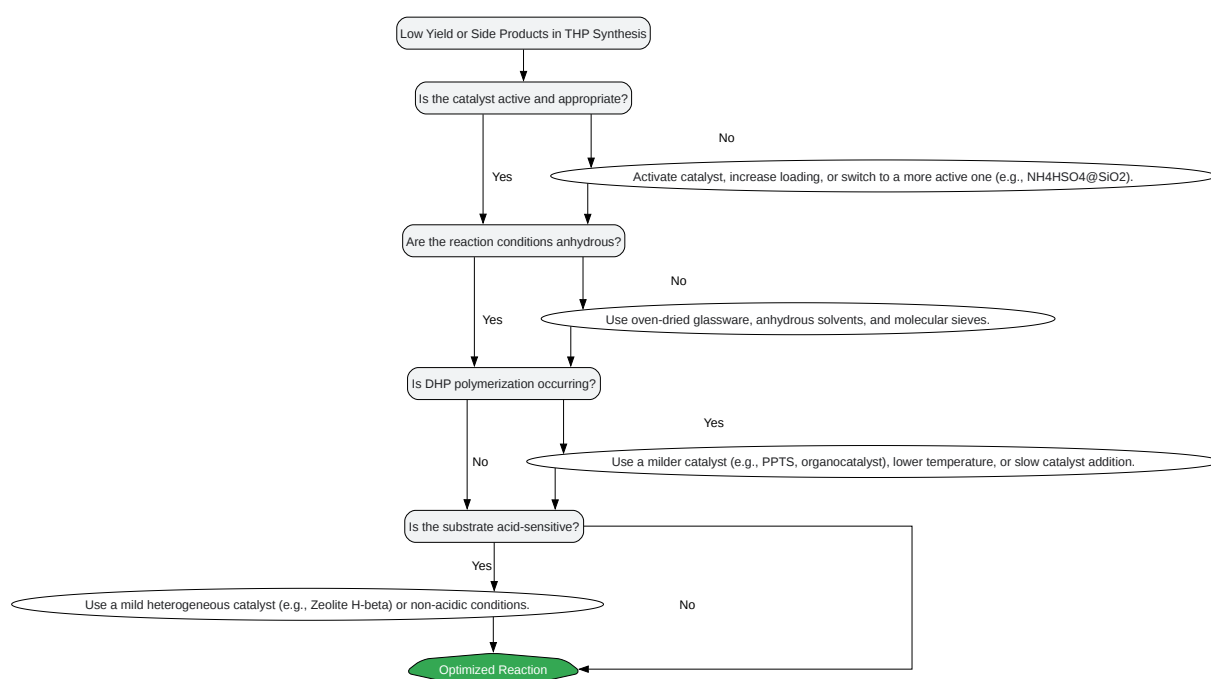 Low Yield or Side Products in THP Synthesis
Is the catalyst active and appropriate?
No
Yes
Activate catalyst, increase loading, or switch to a more active one (e.g., NH4HSO4@SiO2).
Are the reaction conditions anhydrous?
No
Yes
Use oven-dried glassware, anhydrous solvents, and molecular sieves.
Is DHP polymerization occurring?
Yes
No
Use a milder catalyst (e.g., PPTS, organocatalyst), lower temperature, or slow catalyst addition.
Is the substrate acid-sensitive?
Yes
Use a mild heterogeneous catalyst (e.g., Zeolite H-beta) or non-acidic conditions.
No
Optimized Reaction